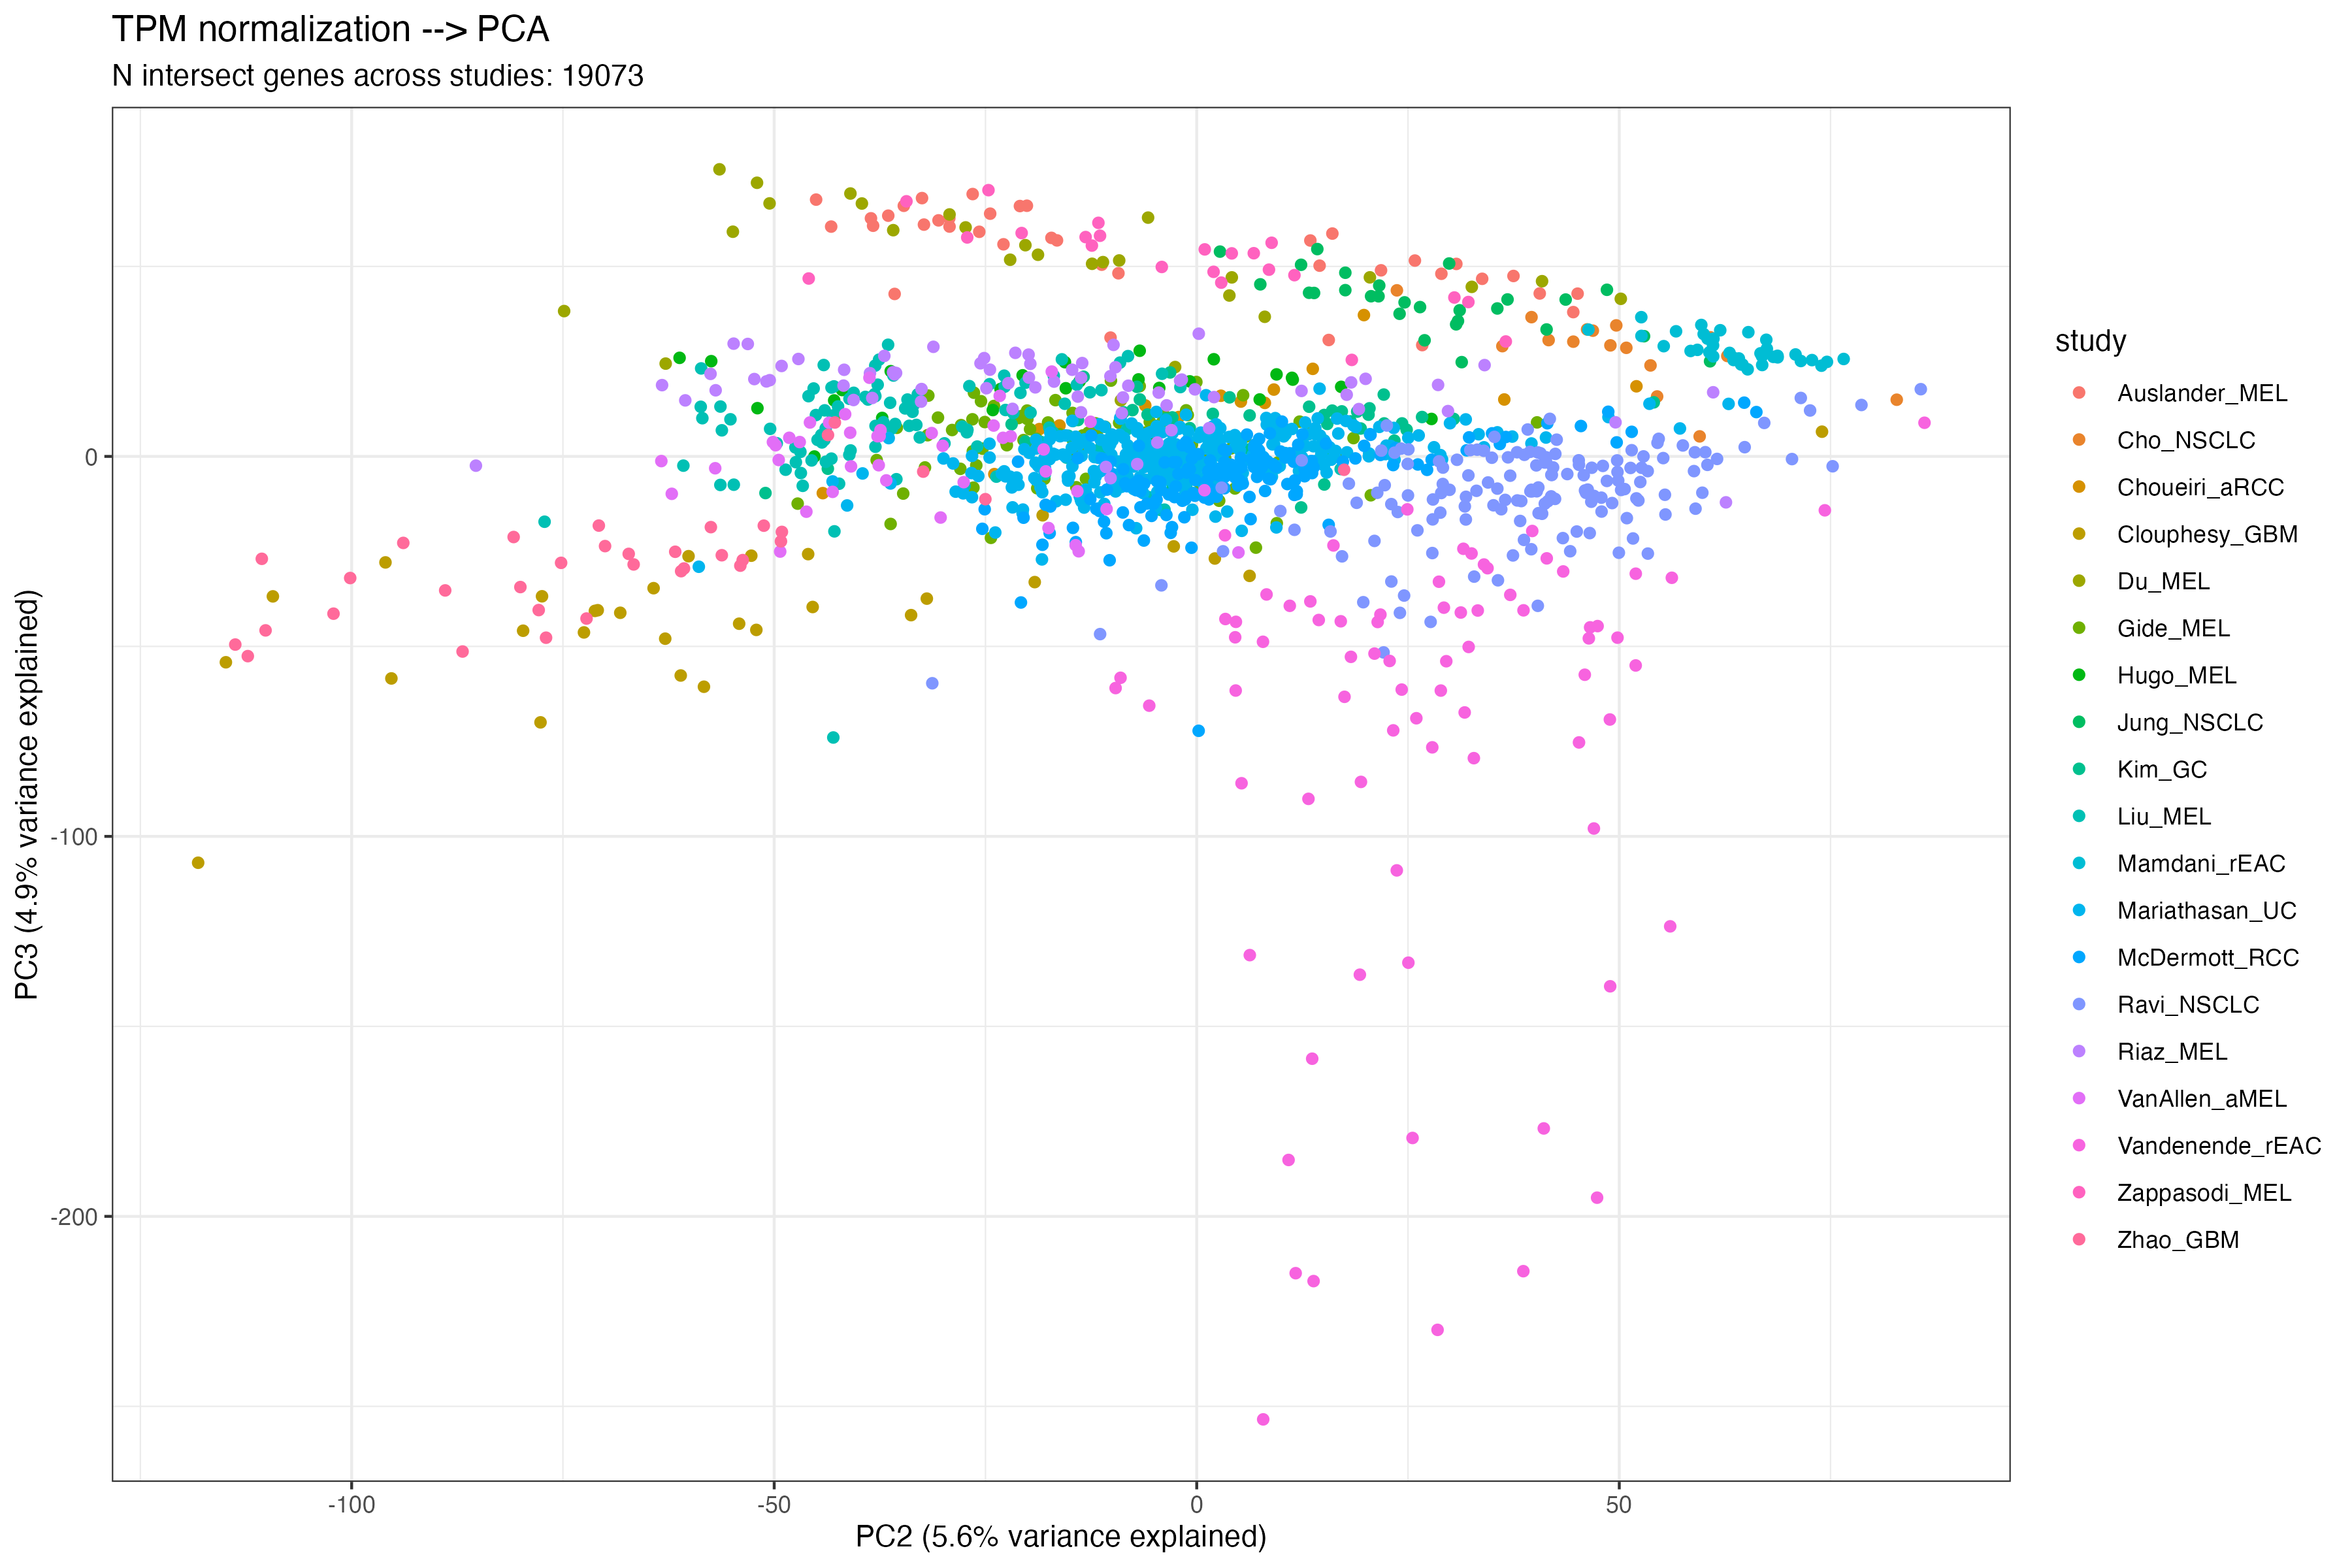 TPM normalization --> PCA
N intersect genes across studies: 19073
PC3 (4.9% variance explained)
0
-100
-200
-100
-50
0
50
PC2 (5.6% variance explained)
study
Auslander_MEL
Cho_NSCLC
Choueiri_aRCC
Clouphesy_GBM
Du_MEL
Gide_MEL
Hugo_MEL
Jung_NSCLC
Kim_GC
Liu_MEL
Mamdani_rEAC
Mariathasan_UC
McDermott_RCC
Ravi_NSCLC
Riaz_MEL
VanAllen_aMEL
Vandenende_rEAC
Zappasodi_MEL
Zhao_GBM